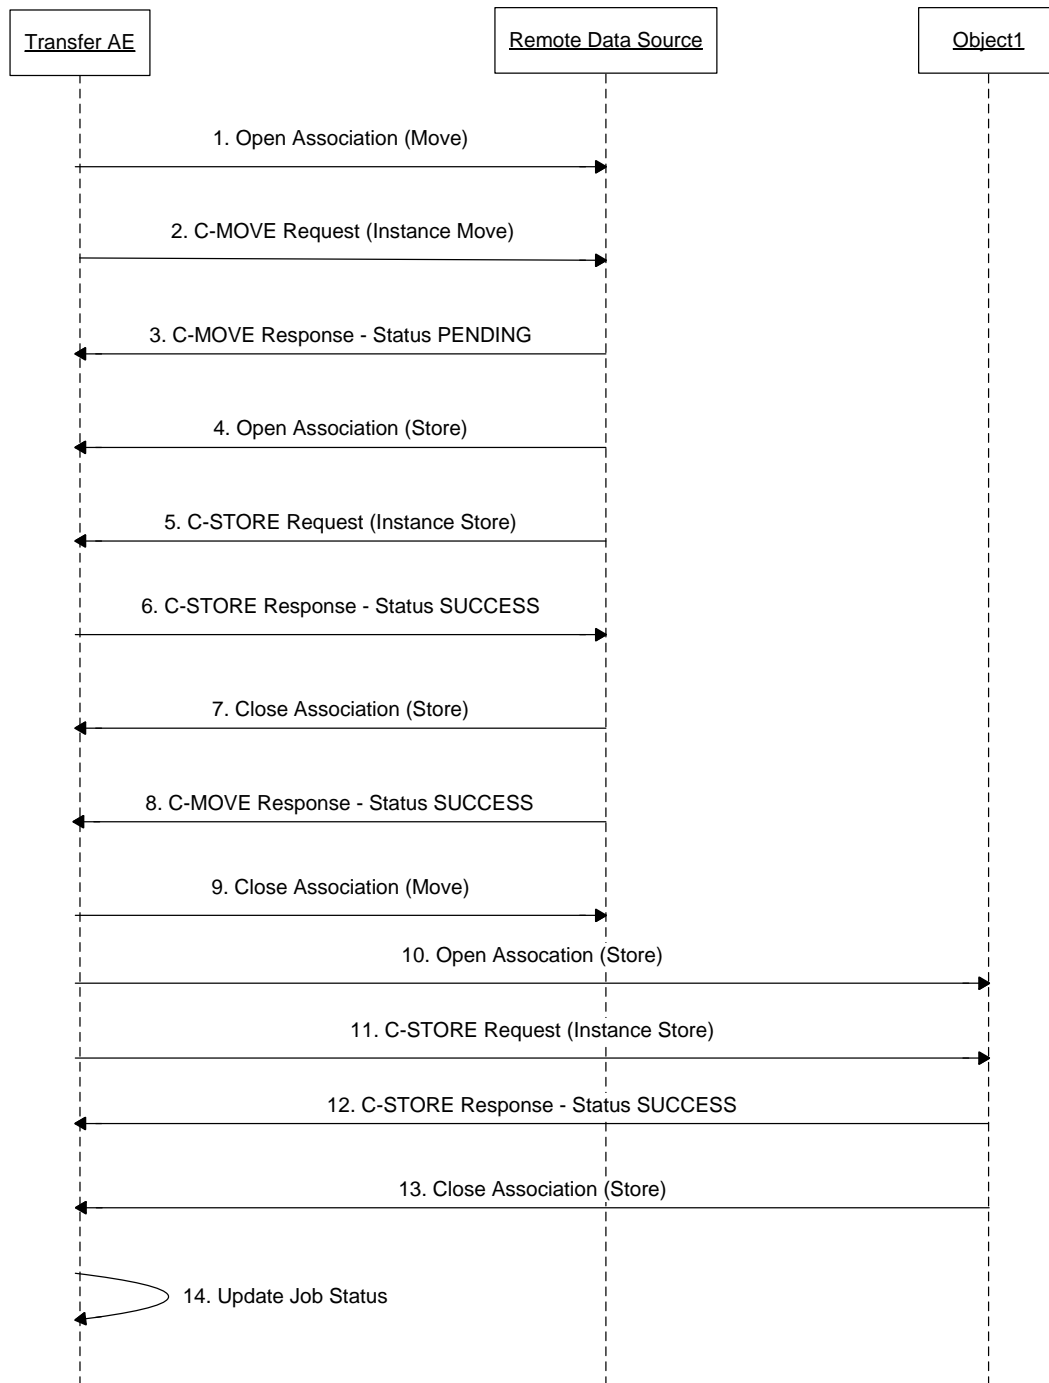 Transfer AE
Remote Data Source
Object1
1. Open Association (Move)
2. C-MOVE Request (Instance Move)
3. C-MOVE Response - Status PENDING
4. Open Association (Store)
5. C-STORE Request (Instance Store)
6. C-STORE Response - Status SUCCESS
7. Close Association (Store)
8. C-MOVE Response - Status SUCCESS
9. Close Association (Move)
10. Open Assocation (Store)
11. C-STORE Request (Instance Store)
12. C-STORE Response - Status SUCCESS
13. Close Association (Store)
14. Update Job Status